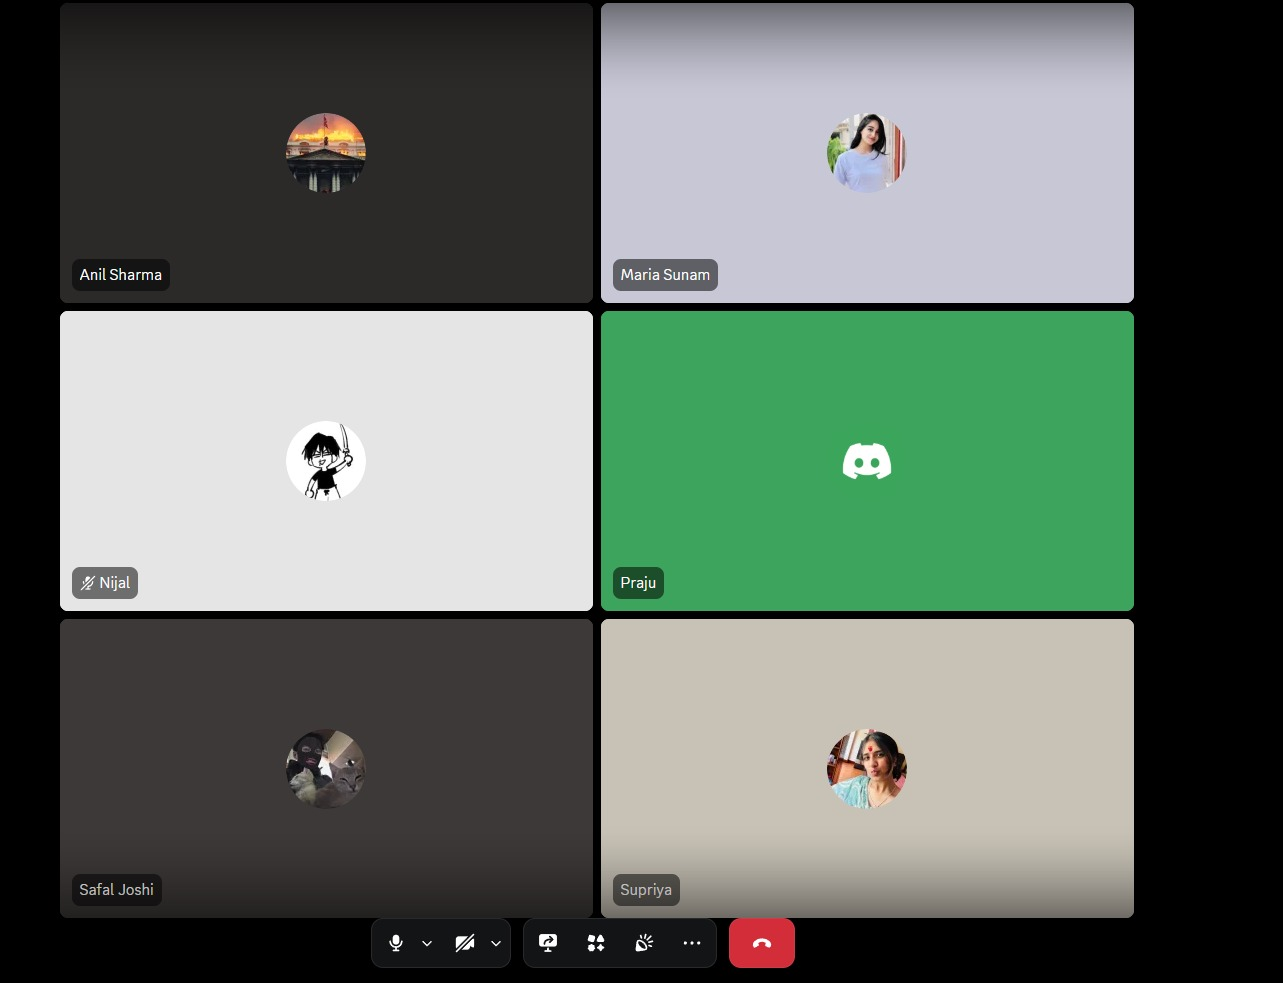 Anil Sharma
Maria Sunam
Nijal
Praju
Safal Joshi
Supriya